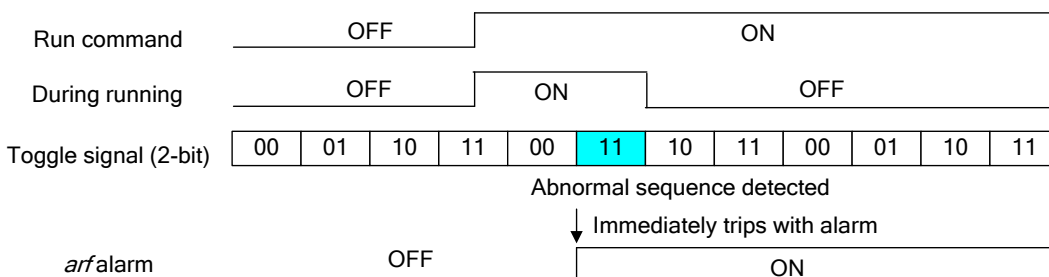 Run command OFF ON
During running OFF ON OFF
Toggle signal (2-bit) 00 01 10 11 00 11 10 11 00 01 10 11
Abnormal sequence detected
Immediately trips with alarm
arf alarm OFF ON